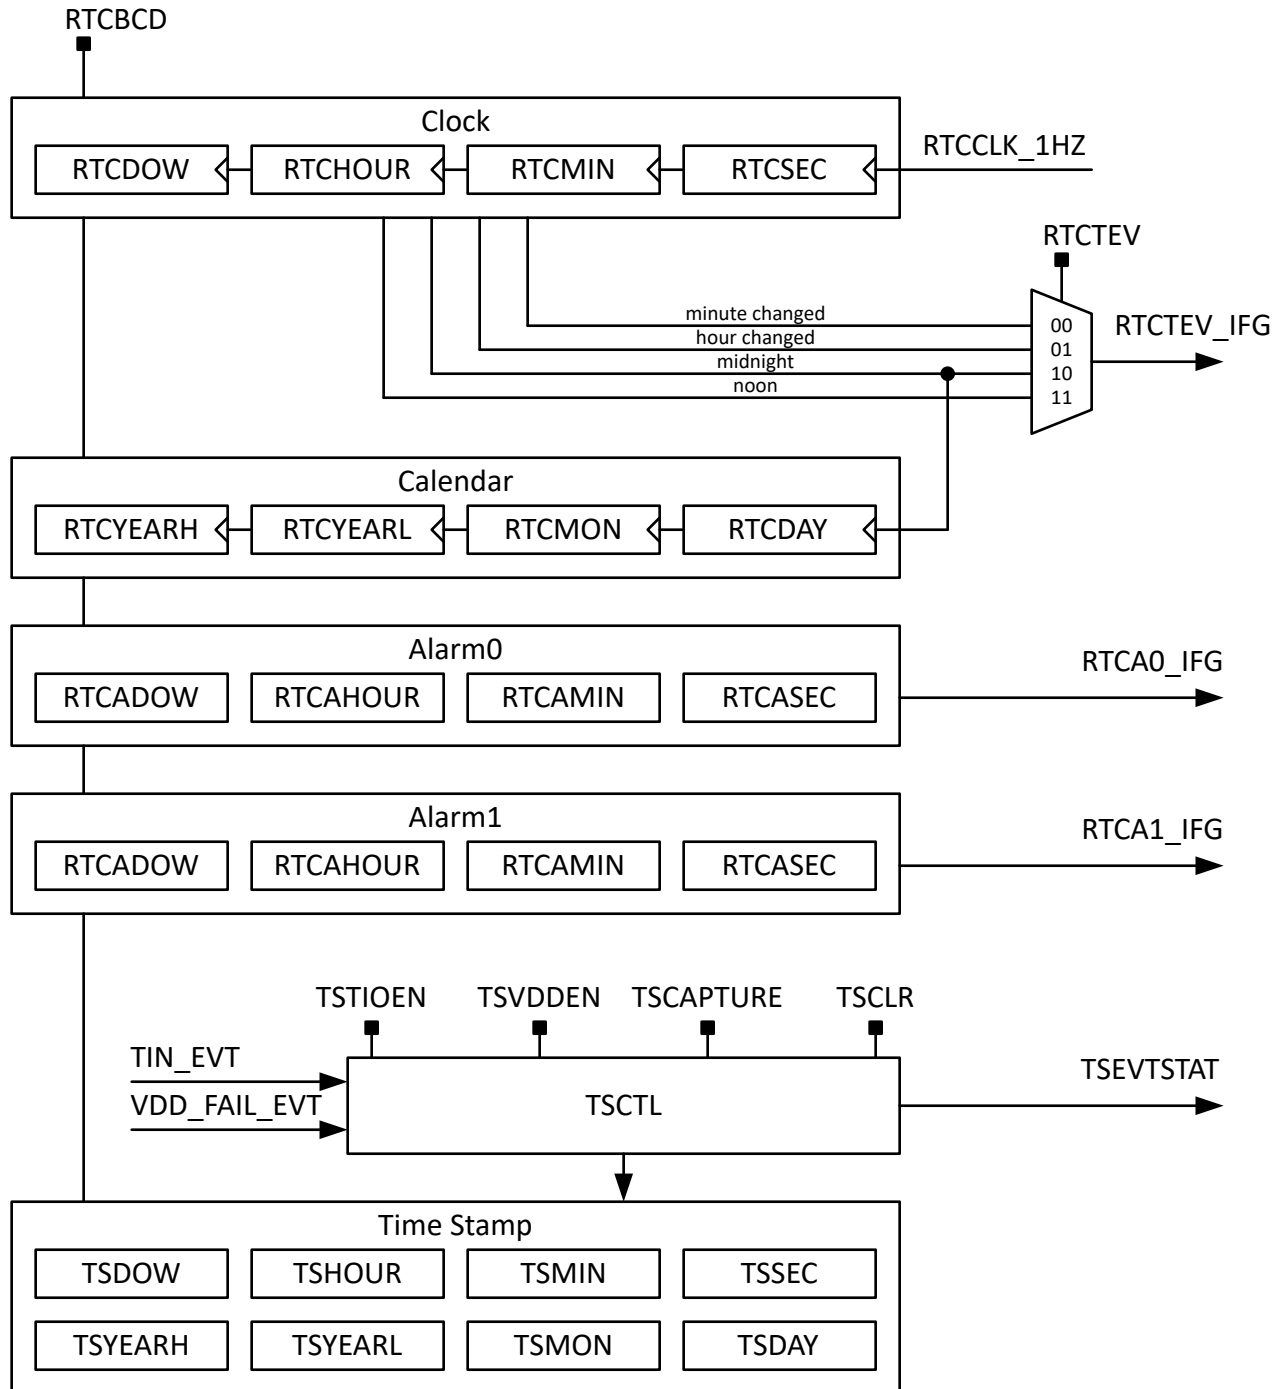 RTCBCD
Clock
RTCDOW RTCHOUR RTCMIN RTCSEC
RTCCLK_1HZ
RTCTEV
minute changed
hour changed
midnight
noon
00
01
10
11
RTCTEV_IFG
Calendar
RTCYEARH RTCYEARL RTCMON RTCDAY
Alarm0
RTCADOW RTCAHOUR RTCAMIN RTCASEC
RTCA0_IFG
Alarm1
RTCADOW RTCAHOUR RTCAMIN RTCASEC
RTCA1_IFG
TSTIOEN TSVDDEN TSCAPTURE TSCLR
TIN_EVT
VDD_FAIL_EVT
TSCTL
TSEVTSTAT
Time Stamp
TSDOW TSHOUR TSMIN TSSEC
TSYEARH TSYEARL TSMON TSDAY